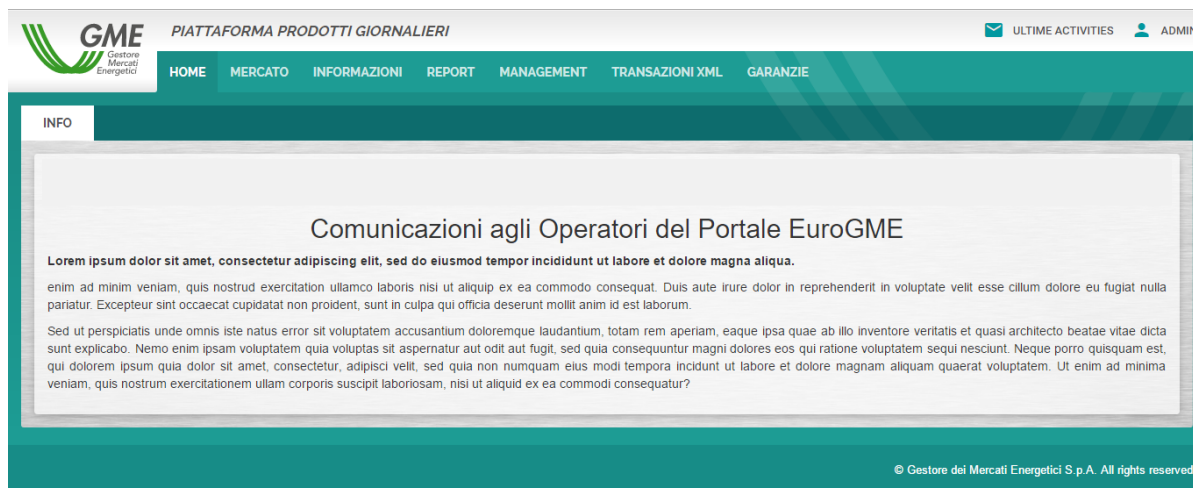 GME
Gestore
Mercati
Energetici
PIATTAFORMA PRODOTTI GIORNALIERI
ULTIME ACTIVITIES ADMIN
HOME MERCATO INFORMAZIONI REPORT MANAGEMENT TRANSAZIONI XML GARANZIE
INFO
Comunicazioni agli Operatori del Portale EuroGME
Lorem ipsum dolor sit amet, consectetur adipiscing elit, sed do eiusmod tempor incididunt ut labore et dolore magna aliqua.
enim ad minim veniam, quis nostrud exercitation ullamco laboris nisi ut aliquip ex ea commodo consequat. Duis aute irure dolor in reprehenderit in voluptate velit esse cillum dolore eu fugiat nulla
pariatur. Excepteur sint occaecat cupidatat non proident, sunt in culpa qui officia deserunt mollit anim id est laborum.
Sed ut perspiciatis unde omnis iste natus error sit voluptatem accusantium doloremque laudantium, totam rem aperiam, eaque ipsa quae ab illo inventore veritatis et quasi architecto beatae vitae dicta
sunt explicabo. Nemo enim ipsam voluptatem quia voluptas sit aspernatur aut odit aut fugit, sed quia consequuntur magni dolores eos qui ratione voluptatem sequi nesciunt. Neque porro quisquam est,
qui dolorem ipsum quia dolor sit amet, consectetur, adipisci velit, sed quia non numquam eius modi tempora incidunt ut labore et dolore magnam aliquam quaerat voluptatem. Ut enim ad minima
veniam, quis nostrum exercitationem ullam corporis suscipit laboriosam, nisi ut aliquid ex ea commodi consequatur?
© Gestore dei Mercati Energetici S.p.A. All rights reserved